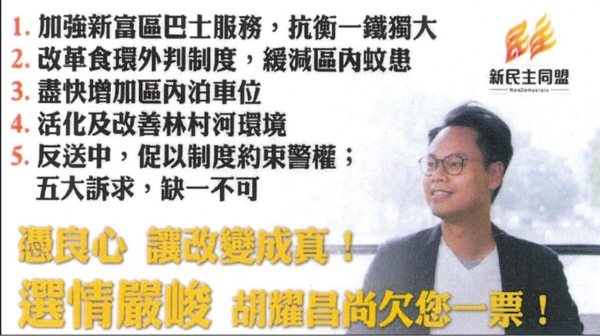 1. 加強新富區巴士服務，抗衡一鐵獨大
2. 改革食環外判制度，緩減區內蚊患
3. 盡快增加區內泊車位
4. 活化及改善林村河環境
5. 反送中，促以制度約束警權；
五大訴求，缺一不可
民主
新民主同盟
NeoDemocrats
憑良心 讓改變成真！
選情嚴峻 胡耀昌尚欠您一票！